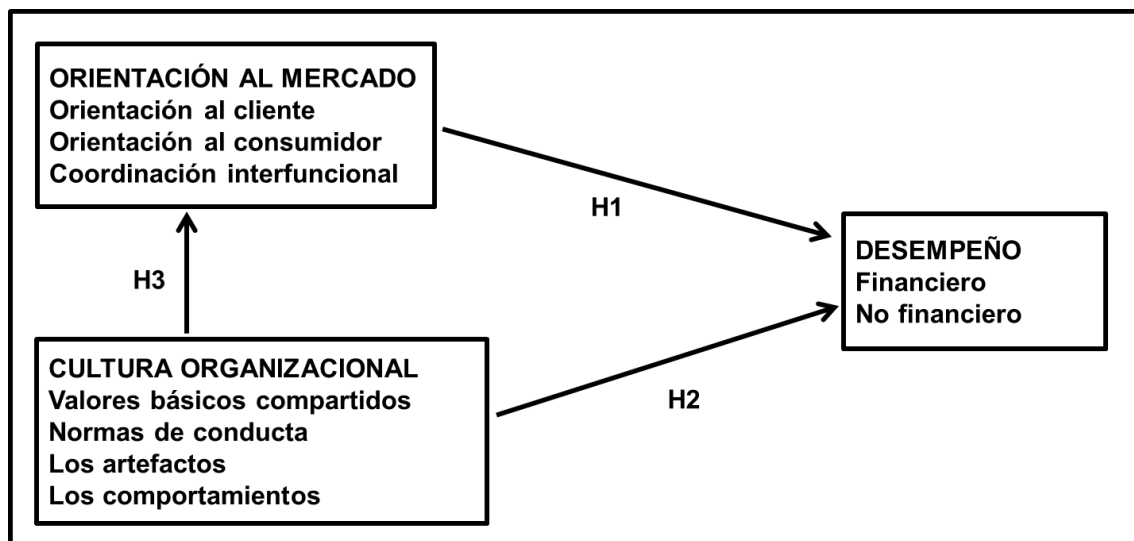 ORIENTACIÓN AL MERCADO
Orientación al cliente
Orientación al consumidor
Coordinación interfuncional
H1
DESEMPEÑO
Financiero
No financiero
H3
CULTURA ORGANIZACIONAL
Valores básicos compartidos
Normas de conducta
Los artefactos
Los comportamientos
H2